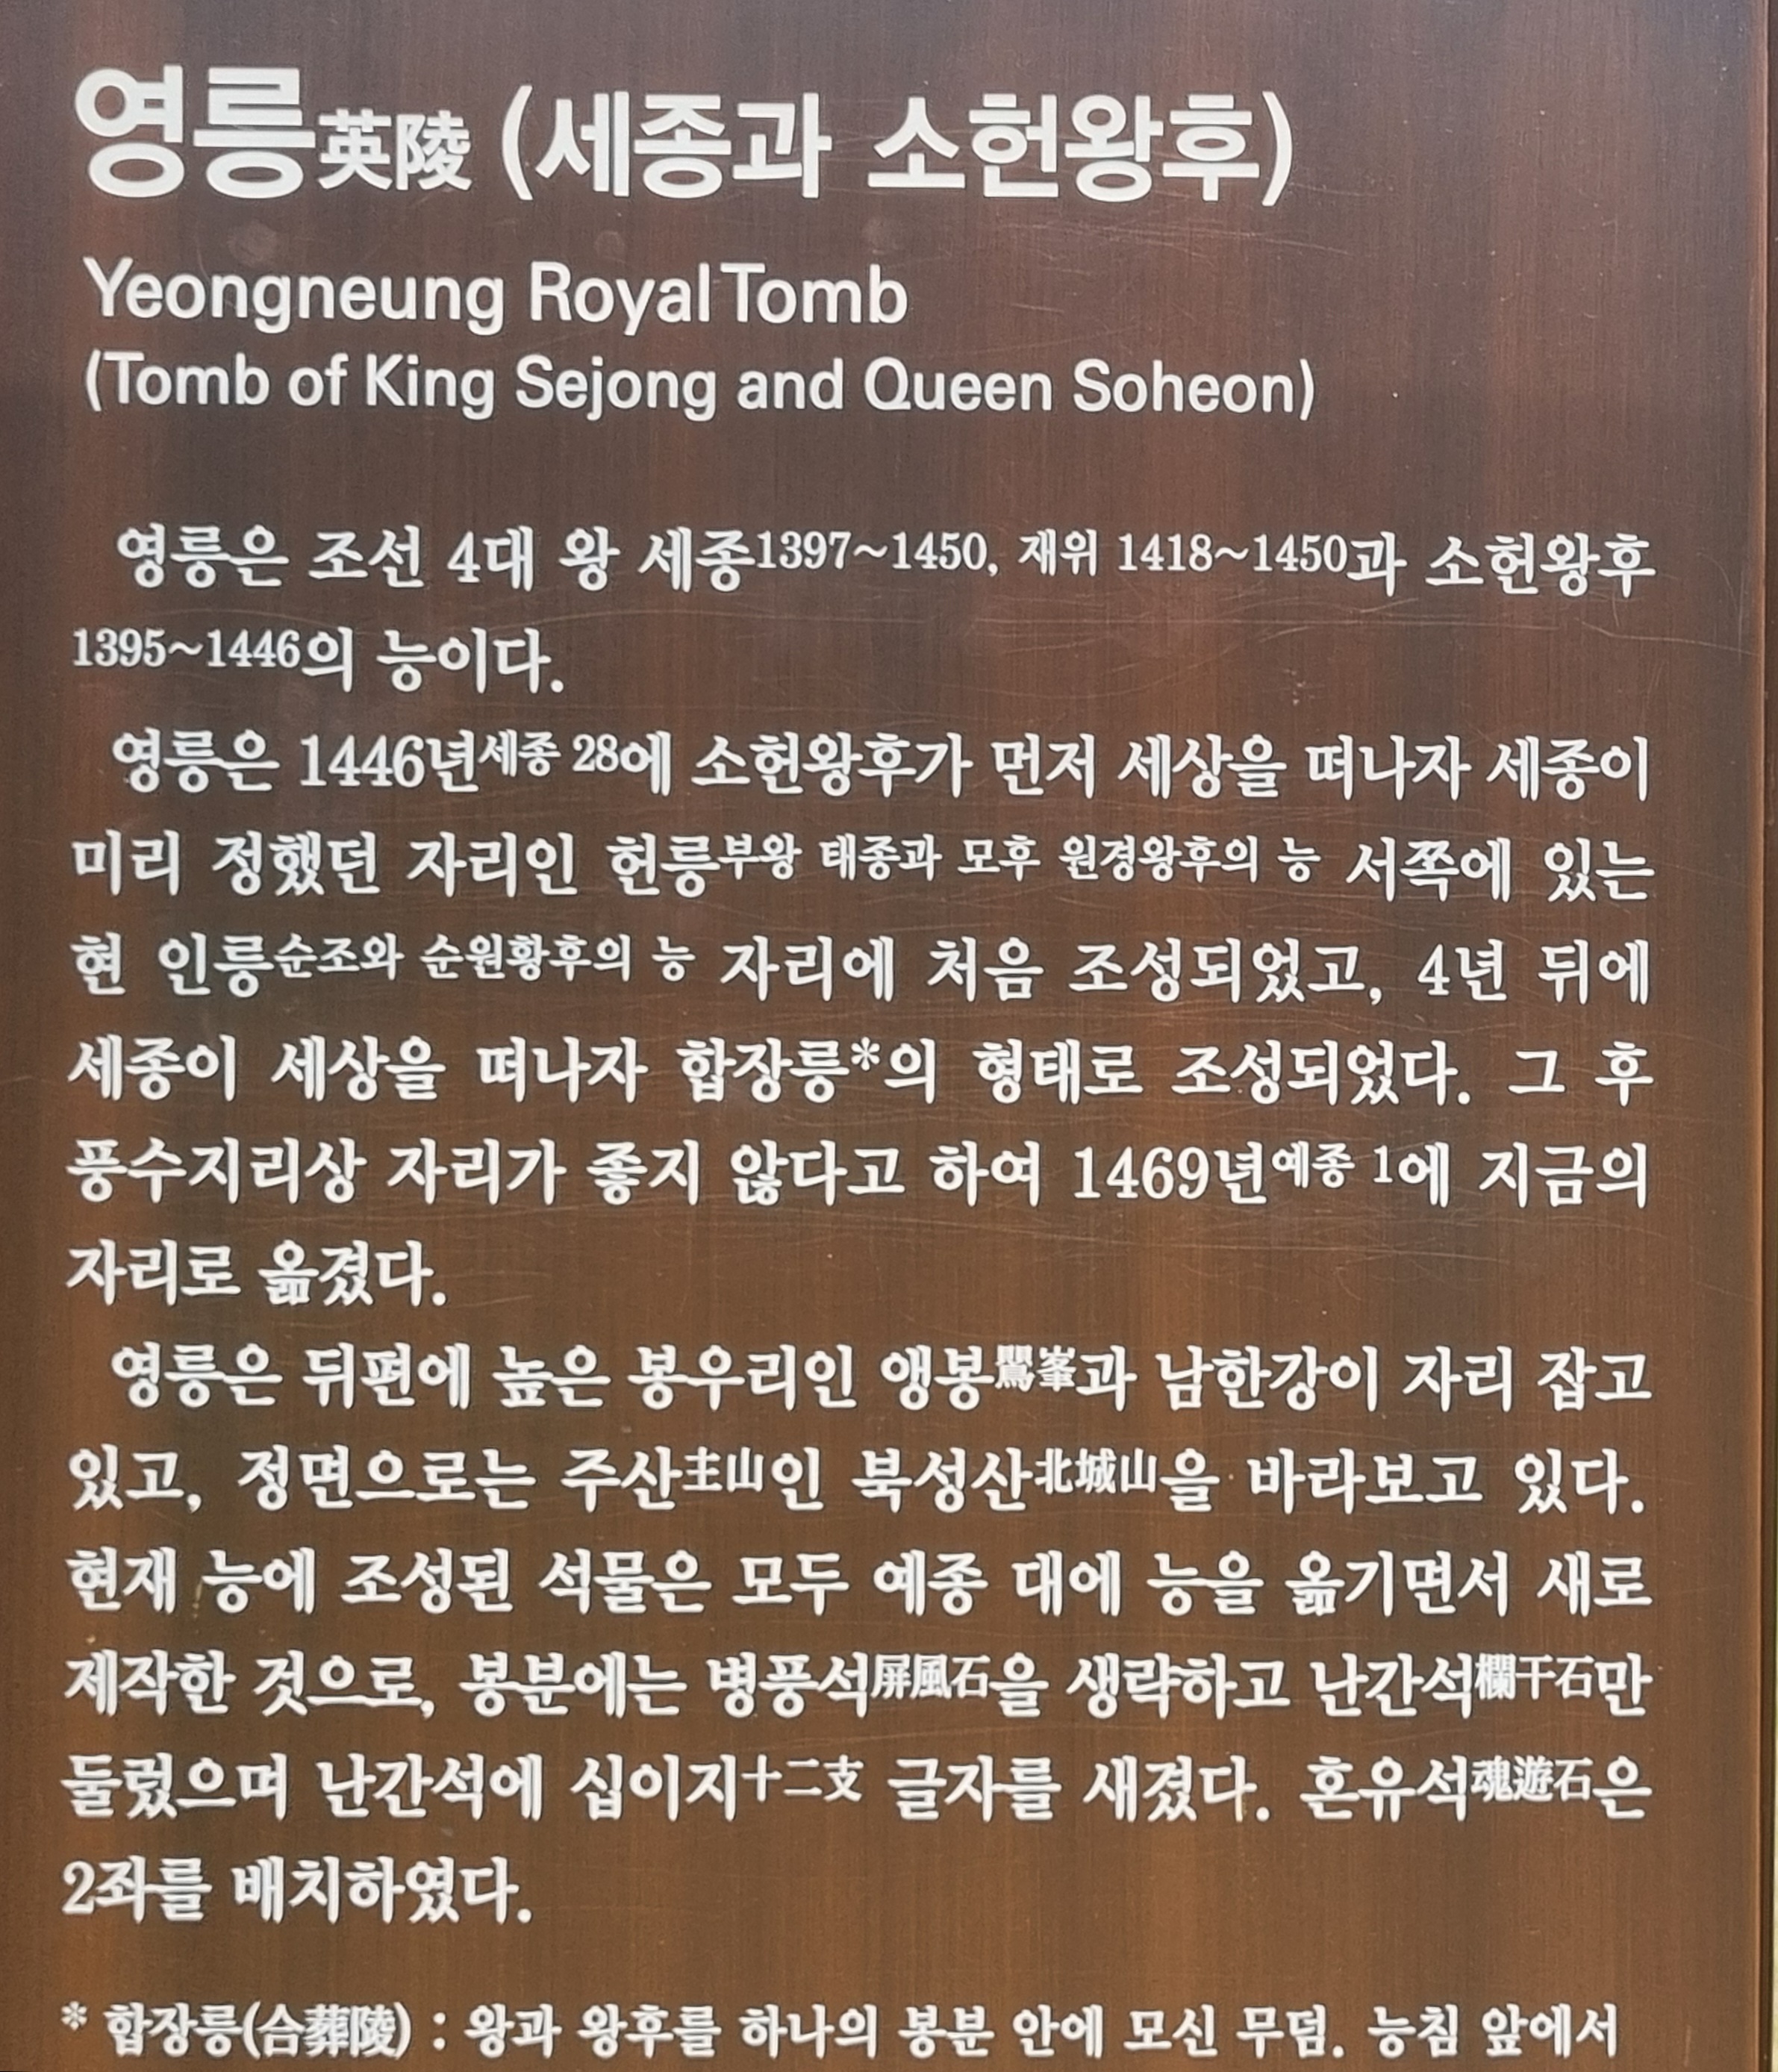 영릉英陵 (세종과 소헌왕후)
Yeongneung Royal Tomb
(Tomb of King Sejong and Queen Soheon)
영릉은 조선 4대 왕 세종1397~1450, 재위 1418~1450과 소헌왕후
1395~1446의 능이다.
영릉은 1446년세종 28에 소헌왕후가 먼저 세상을 떠나자 세종이
미리 정했던 자리인 헌릉부왕 태종과 모후 원경왕후의 능 서쪽에 있는
현 인릉순조와 순원황후의 능 자리에 처음 조성되었고, 4년 뒤에
세종이 세상을 떠나자 합장릉*의 형태로 조성되었다. 그 후
풍수지리상 자리가 좋지 않다고 하여 1469년예종 1에 지금의
자리로 옮겼다.
영릉은 뒤편에 높은 봉우리인 앵봉鷪峯과 남한강이 자리 잡고
있고, 정면으로는 주산主山인 북성산北城山을 바라보고 있다.
현재 능에 조성된 석물은 모두 예종 대에 능을 옮기면서 새로
제작한 것으로, 봉분에는 병풍석屛風石을 생략하고 난간석欄干石만
둘렀으며 난간석에 십이지十二支 글자를 새겼다. 혼유석魂遊石은
2좌를 배치하였다.
* 합장릉(合葬陵) : 왕과 왕후를 하나의 봉분 안에 모신 무덤. 능침 앞에서